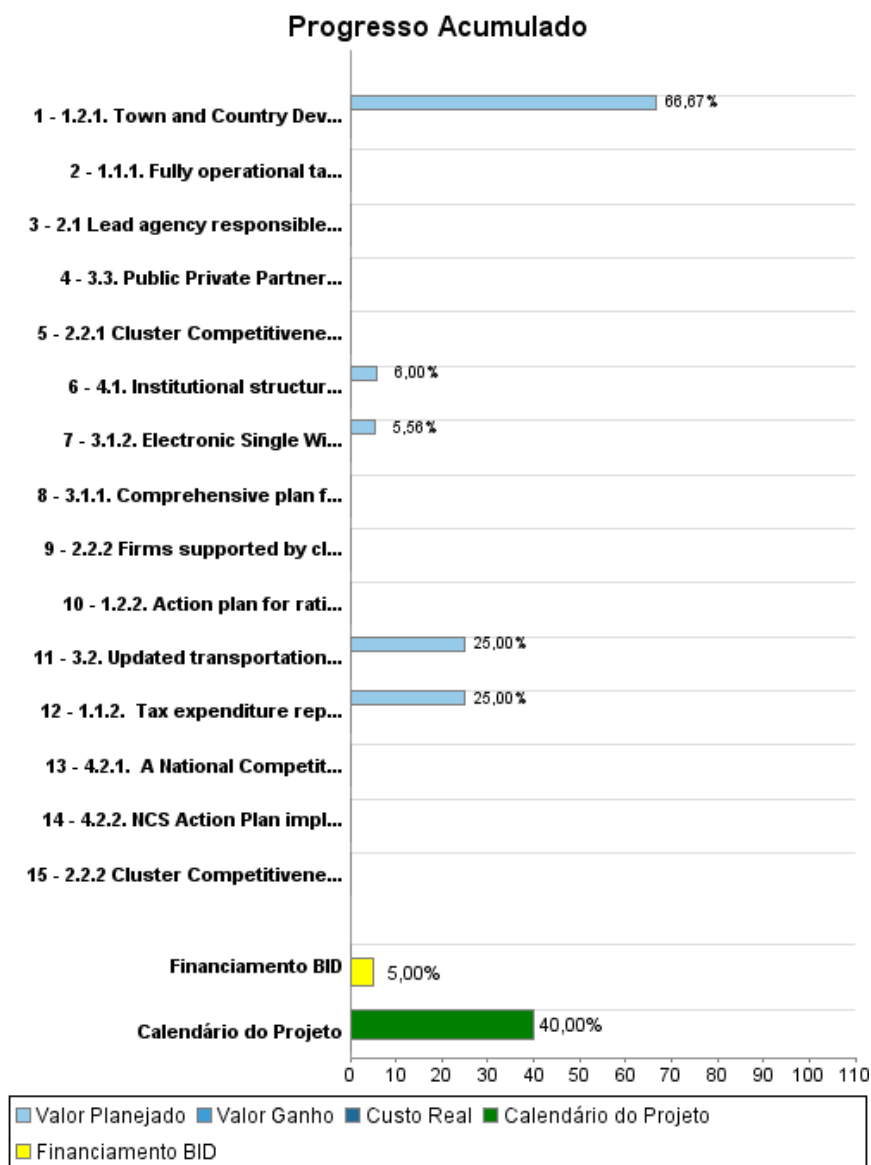 Progresso Acumulado
1 - 1.2.1. Town and Country Dev...
66,67%
2 - 1.1.1. Fully operational ta...
3 - 2.1 Lead agency responsible...
4 - 3.3. Public Private Partner...
5 - 2.2.1 Cluster Competitivene...
6 - 4.1. Institutional structur...
6,00%
7 - 3.1.2. Electronic Single Wi...
5,56%
8 - 3.1.1. Comprehensive plan f...
9 - 2.2.2 Firms supported by cl...
10 - 1.2.2. Action plan for rati...
11 - 3.2. Updated transportation...
25,00%
12 - 1.1.2.  Tax expenditure rep...
25,00%
13 - 4.2.1.  A National Competit...
14 - 4.2.2. NCS Action Plan impl...
15 - 2.2.2 Cluster Competitivene...
Financiamento BID
5,00%
Calendário do Projeto
40,00%
0 10 20 30 40 50 60 70 80 90 100 110
Valor Planejado Valor Ganho Custo Real Calendário do Projeto
Financiamento BID